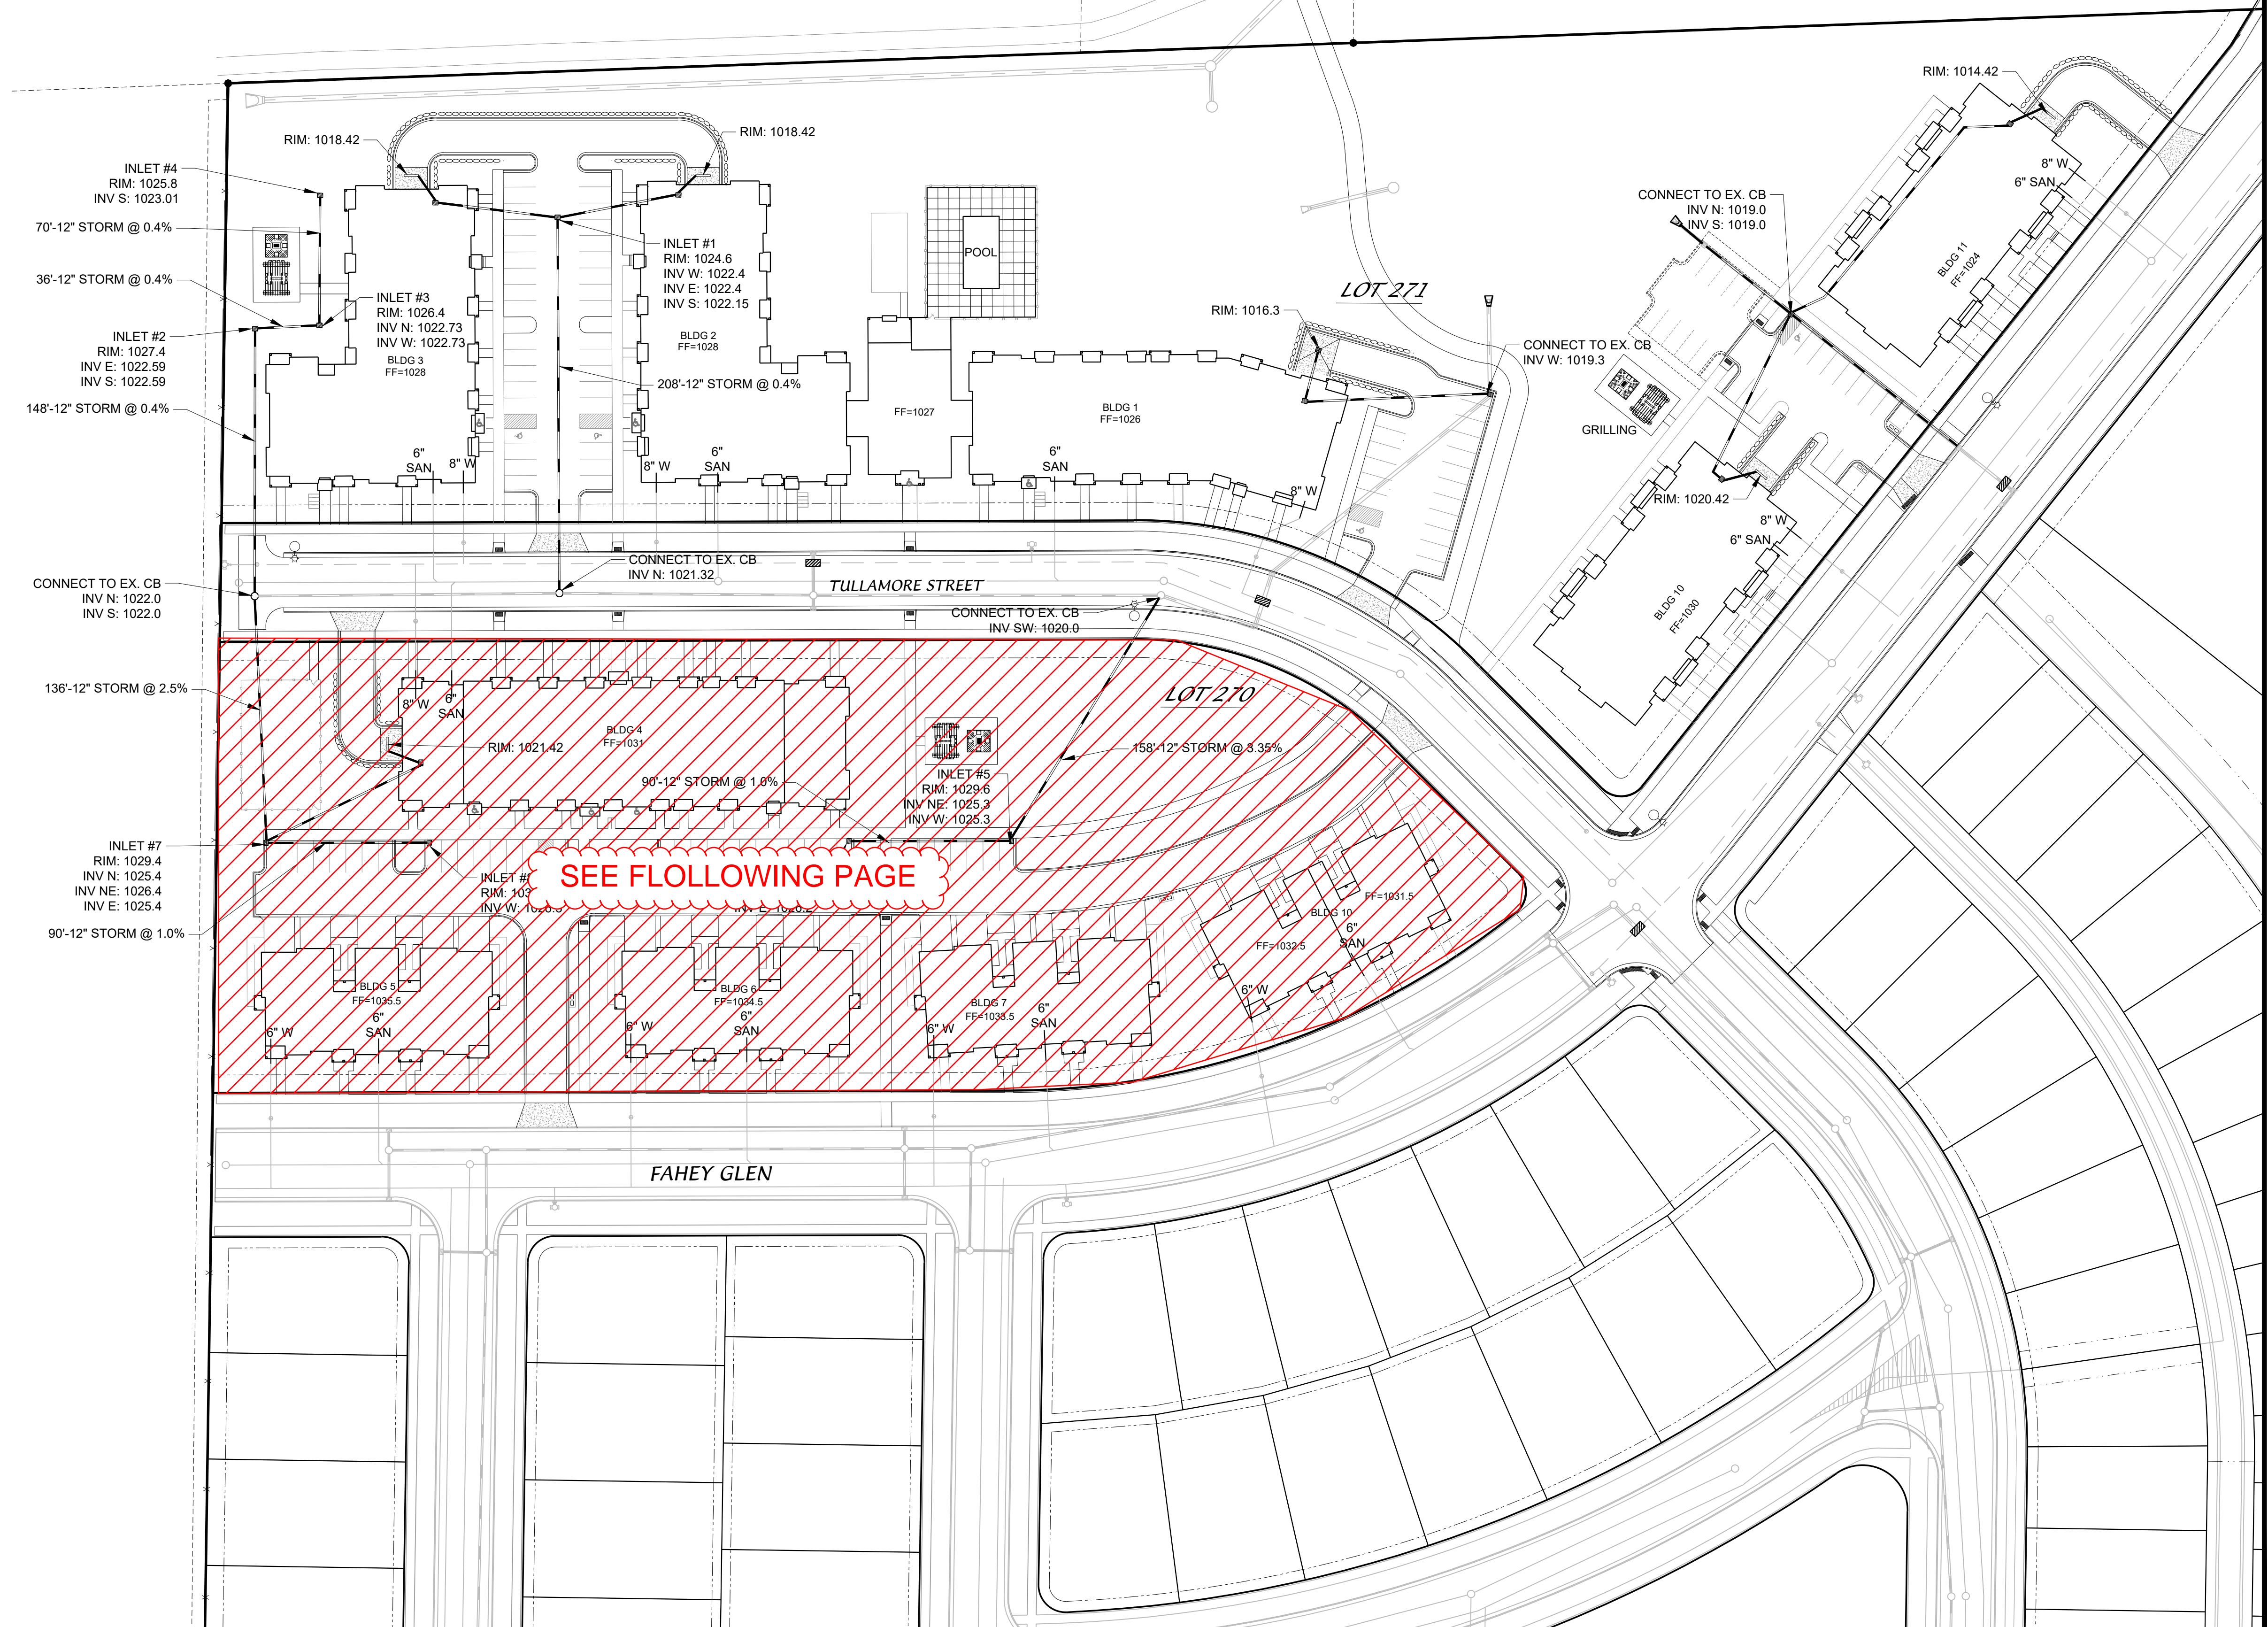 RIM: 1014.42
RIM: 1018.42
RIM: 1018.42
INLET #4
RIM: 1025.8
INV S: 1023.01
70'-12" STORM @ 0.4%
36'-12" STORM @ 0.4%
INLET #3
RIM: 1026.4
INV N: 1022.73
INV W: 1022.73
BLDG 3
FF=1028
INLET #2
RIM: 1027.4
INV E: 1022.59
INV S: 1022.59
148'-12" STORM @ 0.4%
INLET #1
RIM: 1024.6
INV W: 1022.4
INV E: 1022.4
INV S: 1022.15
BLDG 2
FF=1028
208'-12" STORM @ 0.4%
POOL
FF=1027
BLDG 1
FF=1026
LOT 271
RIM: 1016.3
CONNECT TO EX. CB
INV W: 1019.3
CONNECT TO EX. CB
INV N: 1019.0
INV S: 1019.0
8" W
6" SAN
BLDG 11
FF=1024
GRILLING
RIM: 1020.42
8" W
6" SAN
BLDG 10
FF=1030
6"
SAN
8" W
8" W
6"
SAN
6"
SAN
8" W
CONNECT TO EX. CB
INV N: 1022.0
INV S: 1022.0
CONNECT TO EX. CB
INV N: 1021.32
TULLAMORE STREET
CONNECT TO EX. CB
INV SW: 1020.0
136'-12" STORM @ 2.5%
8" W
6"
SAN
BLDG 4
FF=1031
RIM: 1021.42
LOT 270
158'-12" STORM @ 3.35%
90'-12" STORM @ 1.0%
INLET #5
RIM: 1029.6
INV NE: 1025.3
INV W: 1025.3
INLET #7
RIM: 1029.4
INV N: 1025.4
INV NE: 1026.4
INV E: 1025.4
90'-12" STORM @ 1.0%
INLET
SEE FLOLLOWING PAGE
RIM:
INV W:
FF=1031.5
BLDG 10
FF=1032.5
6"
SAN
6" W
BLDG 5
FF=1035.5
6"
SAN
6" W
BLDG 6
FF=1034.5
6"
SAN
6" W
BLDG 7
FF=1033.5
6"
SAN
6" W
FAHEY GLEN